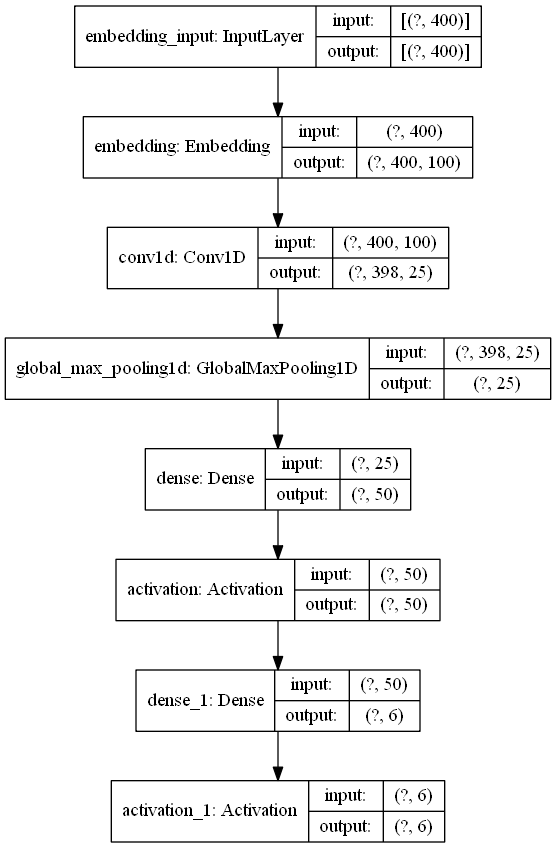 embedding_input: InputLayer
input:
[(?, 400)]
output:
[(?, 400)]
embedding: Embedding
input:
(?, 400)
output:
(?, 400, 100)
conv1d: Conv1D
input:
(?, 400, 100)
output:
(?, 398, 25)
global_max_pooling1d: GlobalMaxPooling1D
input:
(?, 398, 25)
output:
(?, 25)
dense: Dense
input:
(?, 25)
output:
(?, 50)
activation: Activation
input:
(?, 50)
output:
(?, 50)
dense_1: Dense
input:
(?, 50)
output:
(?, 6)
activation_1: Activation
input:
(?, 6)
output:
(?, 6)